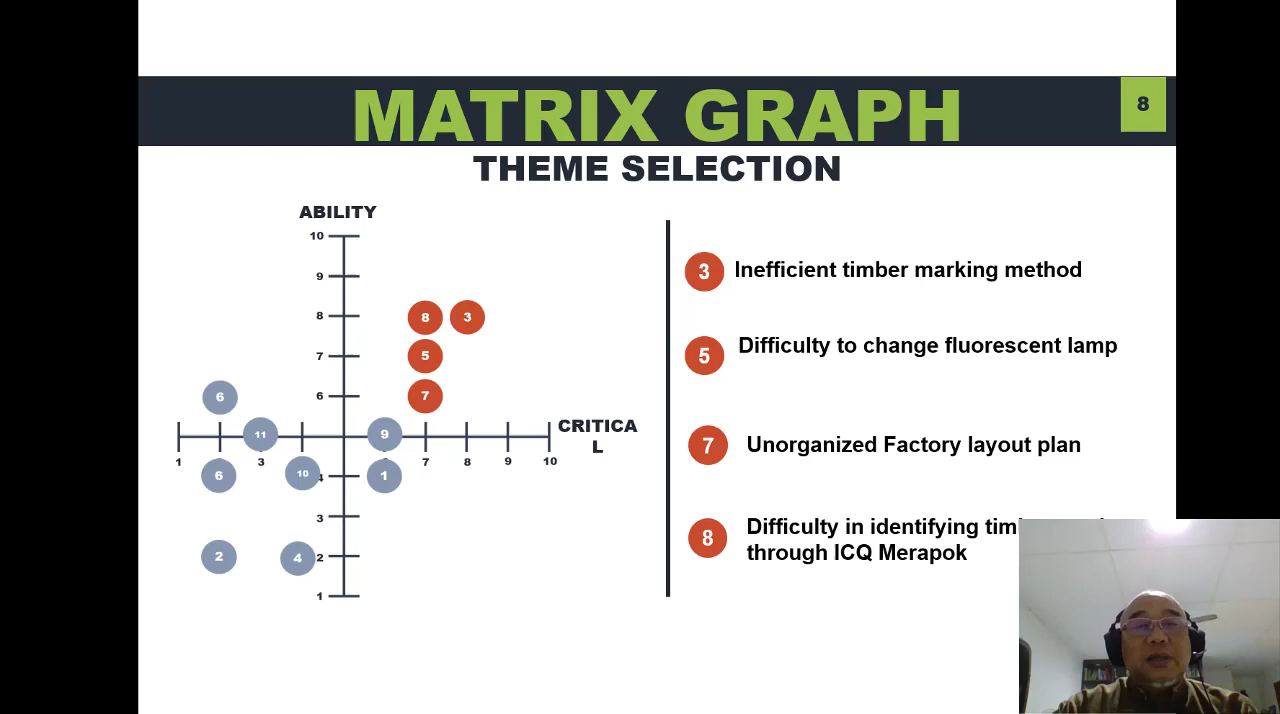 MATRIX GRAPH
8
THEME SELECTION
ABILITY
10
9
8
8
3
7
5
6
7
6
11
9
CRITICA
L
1
3
7
8
9
10
6
10
4
1
3
2
4
2
1
3 Inefficient timber marking method
5 Difficulty to change fluorescent lamp
7 Unorganized Factory layout plan
8 Difficulty in identifying
through ICQ Merapok